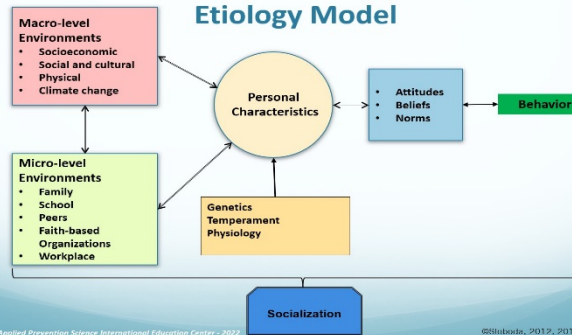 Etiology Model
Macro-level
Environments
• Socioeconomic
• Social and cultural
• Physical
• Climate change
Personal
Characteristics
• Attitudes
• Beliefs
• Norms
Behavior
Micro-level
Environments
• Family
• School
• Peers
• Faith-based
Organizations
• Workplace
Genetics
Temperament
Physiology
Socialization
Applied Prevention Science International Education Center - 2022
©Sloboda, 2012, 201